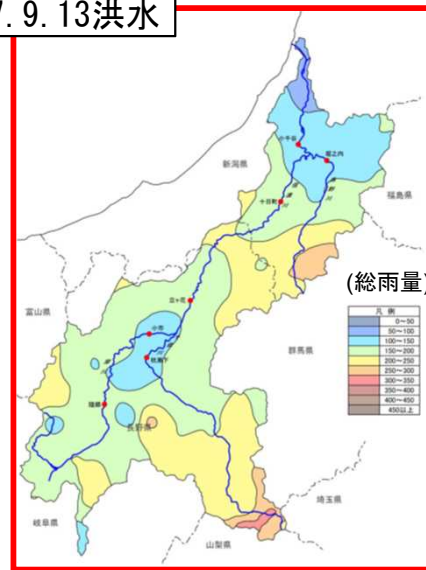 7.9.13洪水
小千谷
堀之内
新潟県
福島県
十日町
(総雨量)
立ヶ花
富山県
凡例
0～50
50～100
100～150
150～200
200～250
250～300
300～350
350～400
400～450
450以上
小市
群馬県
杭瀬下
陸郷
長野県
埼玉県
岐阜県
山梨県